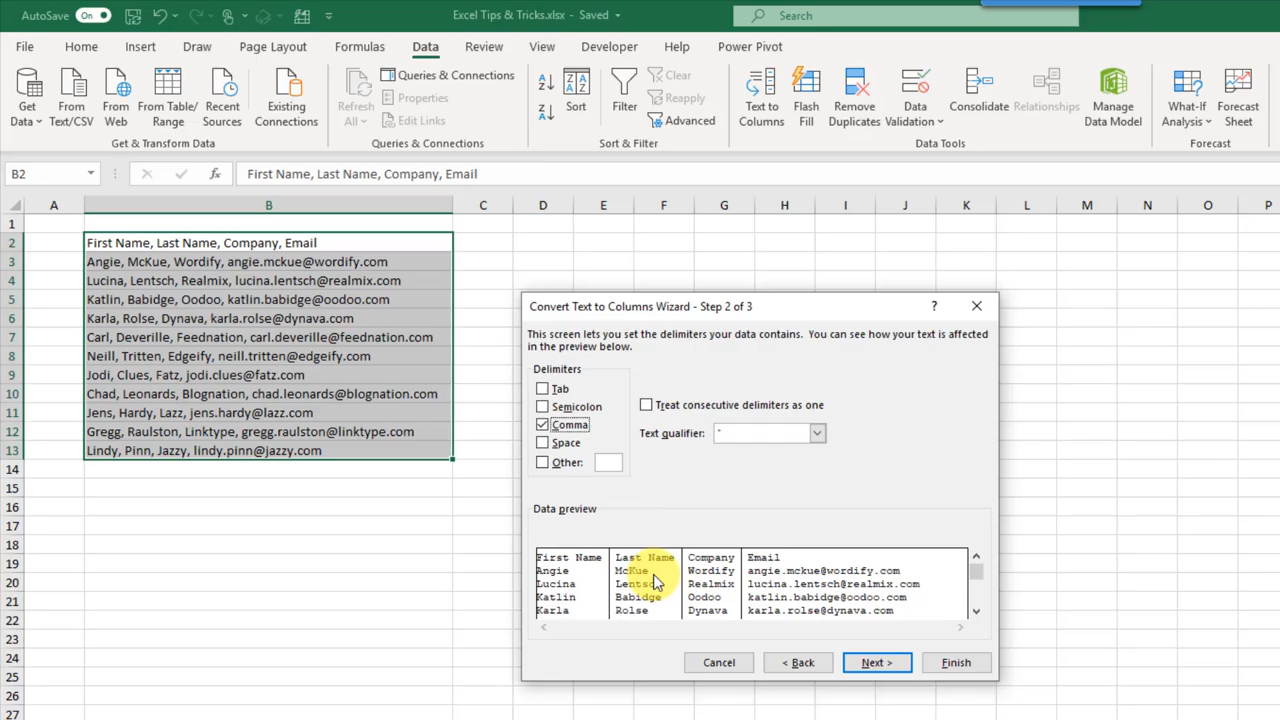 AutoSave On Excel Tips & Tricks.xlsx - Saved Search
File Home Insert Draw Page Layout Formulas Data Review View Developer Help Power Pivot
Get Data
From Text/CSV
From Web
From Table/ Range
Recent Sources
Existing Connections
Get & Transform Data
Refresh All
Queries & Connections
Properties
Edit Links
Queries & Connections
Sort
Filter
Clear
Reapply
Advanced
Sort & Filter
Text to Columns
Flash Fill
Remove Duplicates
Data Validation
Consolidate
Relationships
Manage Data Model
Data Tools
What-If Analysis
Forecast Sheet
Forecast
B2 fx First Name, Last Name, Company, Email
A B C D E F G H I J K L M N O P
1
2 First Name, Last Name, Company, Email
3 Angie, McKue, Wordify, angie.mckue@wordify.com
4 Lucina, Lentsch, Realmix, lucina.lentsch@realmix.com
5 Katlin, Babidge, Oodoo, katlin.babidge@oodoo.com
6 Karla, Rolse, Dynava, karla.rolse@dynava.com
7 Carl, Deverille, Feednation, carl.deverille@feednation.com
8 Neill, Tritten, Edgeify, neill.tritten@edgeify.com
9 Jodi, Clues, Fatz, jodi.clues@fatz.com
10 Chad, Leonards, Blognation, chad.leonards@blognation.com
11 Jens, Hardy, Lazz, jens.hardy@lazz.com
12 Gregg, Raulston, Linktype, gregg.raulston@linktype.com
13 Lindy, Pinn, Jazzy, lindy.pinn@jazzy.com
14
15
16
17
18
19
20
21
22
23
24
25
26
27
Convert Text to Columns Wizard - Step 2 of 3 ?
This screen lets you set the delimiters your data contains. You can see how your text is affected
in the preview below.
Delimiters
Tab
Semicolon
Comma
Space
Other:
Treat consecutive delimiters as one
Text qualifier: "
Data preview
First Name Last Name Company Email
Angie McKue Wordify angie.mckue@wordify.com
Lucina Lentsch Realmix lucina.lentsch@realmix.com
Katlin Babidge Oodoo katlin.babidge@oodoo.com
Karla Rolse Dynava karla.rolse@dynava.com
Cancel < Back Next > Finish